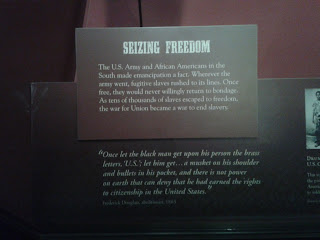 SEIZING FREEDOM
The U.S. Army and African Americans in the
South made emancipation a fact. Wherever the
army went, fugitive slaves rushed to its lines. Once
free, they would never willingly return to bondage.
As tens of thousands of slaves escaped to freedom,
the war for Union became a war to end slavery.
"Once let the black man get upon his person the brass
letters, 'U.S.'; let him get... a musket on his shoulder
and bullets in his pocket, and there is not power
on earth that can deny that he had earned the rights
to citizenship in the United States."
Frederick Douglass,